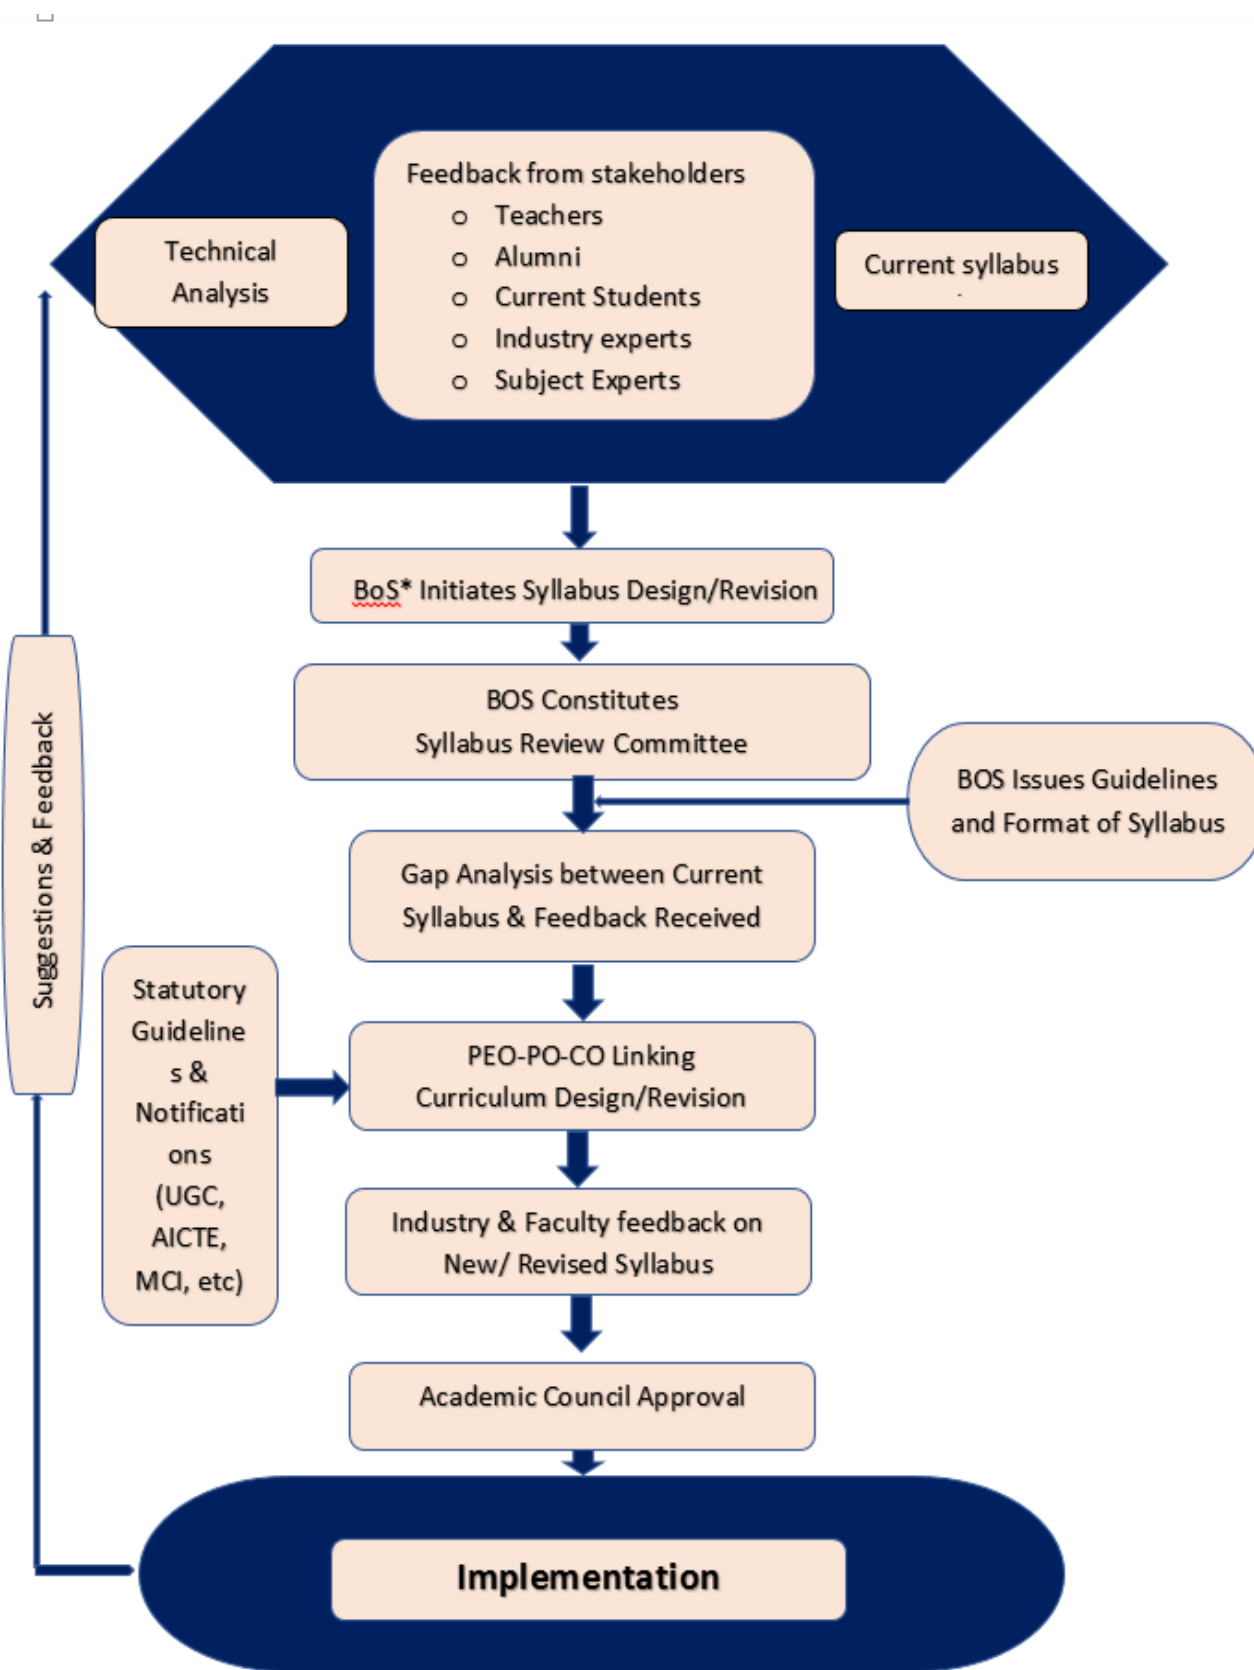 Feedback from stakeholders
o Teachers
o Alumni
o Current Students
o Industry experts
o Subject Experts
Technical
Analysis
Current syllabus
.
BoS* Initiates Syllabus Design/Revision
BOS Constitutes
Syllabus Review Committee
BOS Issues Guidelines
and Format of Syllabus
Gap Analysis between Current
Syllabus & Feedback Received
Suggestions & Feedback
Statutory
Guideline
s &
Notificati
ons
(UGC,
AICTE,
MCI, etc)
PEO-PO-CO Linking
Curriculum Design/Revision
Industry & Faculty feedback on
New/ Revised Syllabus
Academic Council Approval
Implementation